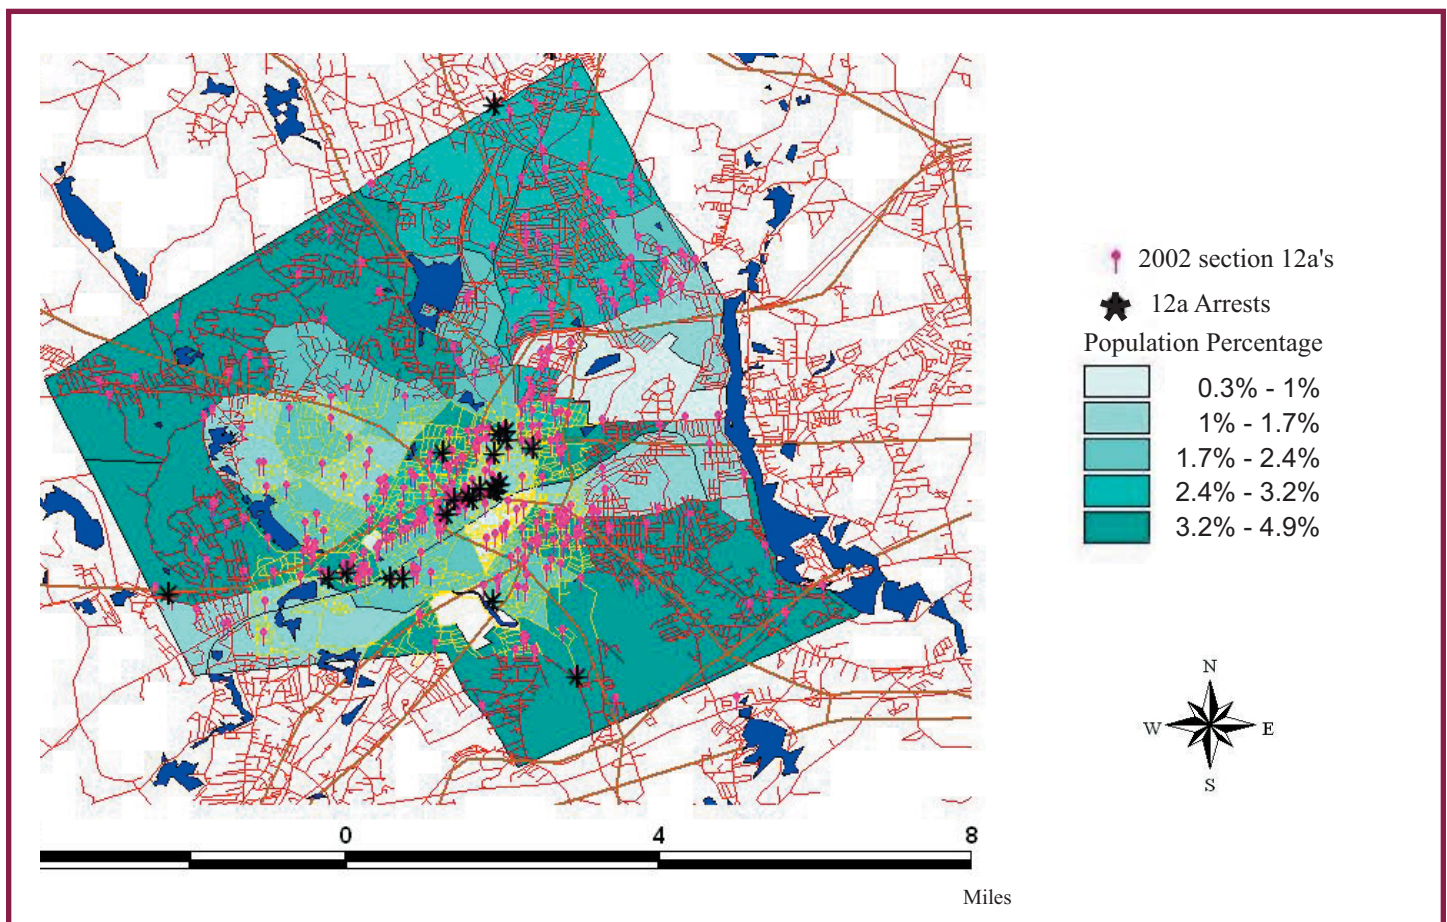 2002 section 12a's
12a Arrests
Population Percentage
0.3% - 1%
1% - 1.7%
1.7% - 2.4%
2.4% - 3.2%
3.2% - 4.9%
N
W E
S
0 4 8
Miles